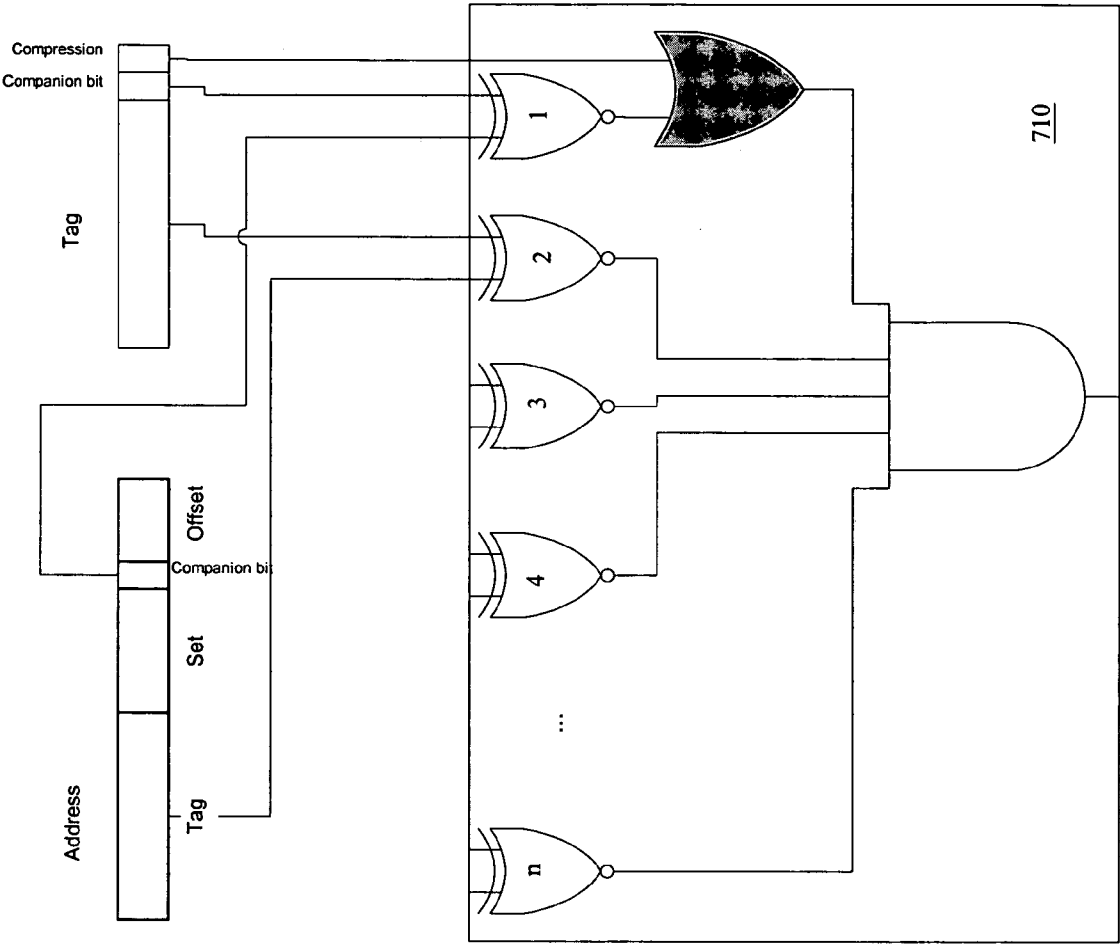 Compression
Companion bit
Tag
Offset
Companion bit
Set
Tag
Address
1
2
3
4
...
n
710